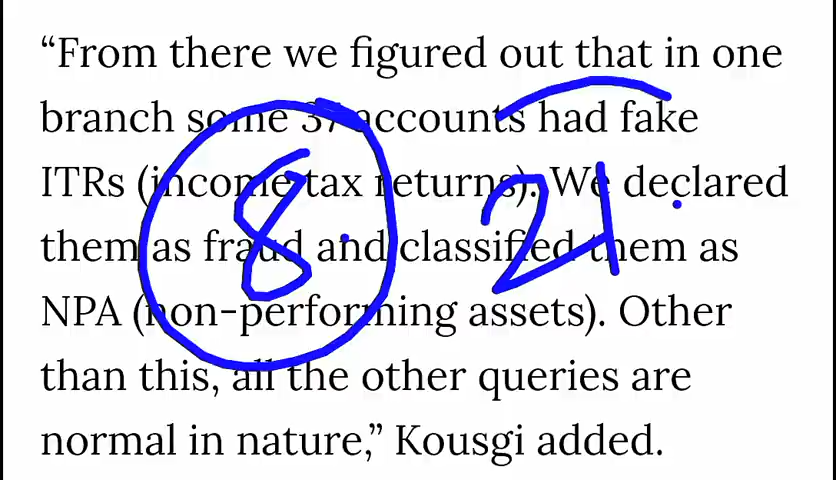 “From there we figured out that in one
branch some 37 accounts had fake
ITRs (income tax returns). We declared
them as fraud and classified them as
NPA (non-performing assets). Other
than this, all the other queries are
normal in nature,” Kousgi added.
8. 21.